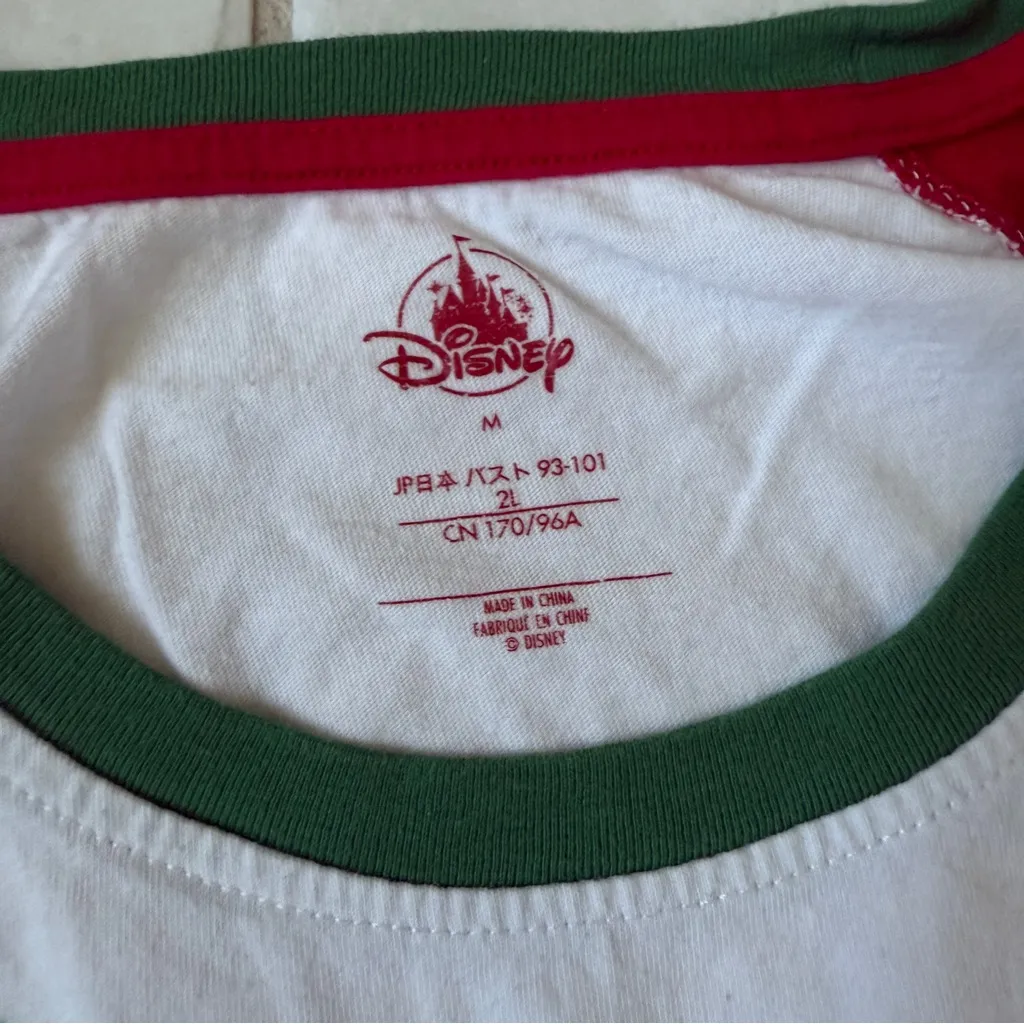 DISNEY
M
JP日本 バスト 93-101
2L
CN 170/96A
MADE IN CHINA
FABRIQUÉ EN CHINE
© DISNEY